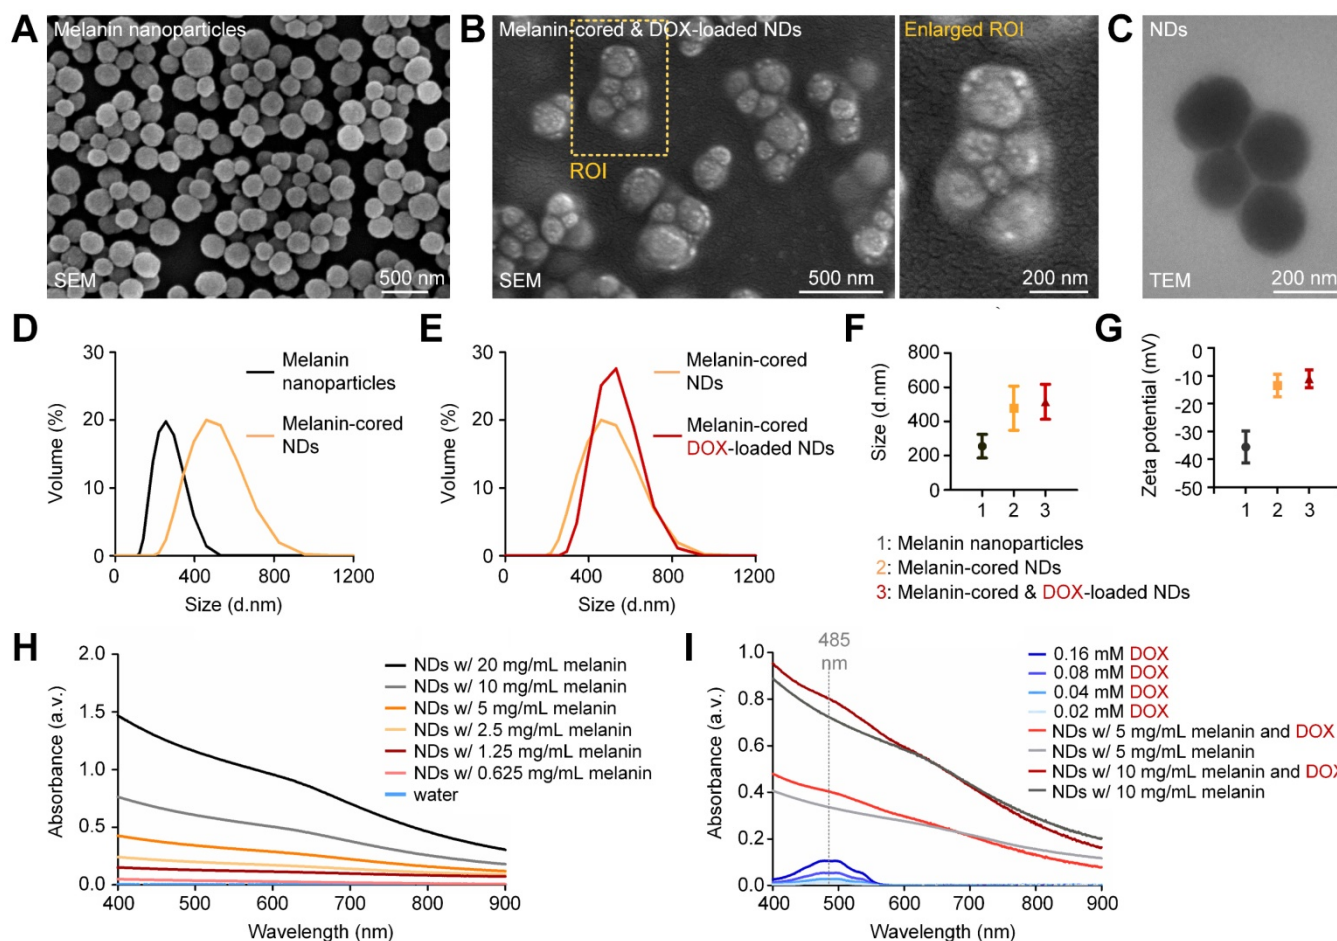 A
Melanin nanoparticles
SEM
500 nm
B
Melanin-cored & DOX-loaded NDs
ROI
SEM
500 nm
Enlarged ROI
200 nm
C
NDs
TEM
200 nm
D
Volume (%)
30
20
10
0
0 400 800 1200
Size (d.nm)
Melanin
nanoparticles
Melanin-cored
NDs
E
Volume (%)
30
20
10
0
0 400 800 1200
Size (d.nm)
Melanin-cored
NDs
Melanin-cored
DOX-loaded NDs
F
Size (d.nm)
800
600
400
200
0
1 2 3
G
Zeta potential (mV)
0
-10
-20
-30
-40
-50
1 2 3
1: Melanin nanoparticles
2: Melanin-cored NDs
3: Melanin-cored & DOX-loaded NDs
H
Absorbance (a.v.)
2.0
1.5
1.0
0.5
0.0
400 500 600 700 800 900
Wavelength (nm)
NDs w/ 20 mg/mL melanin
NDs w/ 10 mg/mL melanin
NDs w/ 5 mg/mL melanin
NDs w/ 2.5 mg/mL melanin
NDs w/ 1.25 mg/mL melanin
NDs w/ 0.625 mg/mL melanin
water
I
Absorbance (a.v.)
1.0
0.8
0.6
0.4
0.2
0.0
400 500 600 700 800 900
Wavelength (nm)
485
nm
0.16 mM DOX
0.08 mM DOX
0.04 mM DOX
0.02 mM DOX
NDs w/ 5 mg/mL melanin and DOX
NDs w/ 5 mg/mL melanin
NDs w/ 10 mg/mL melanin and DOX
NDs w/ 10 mg/mL melanin